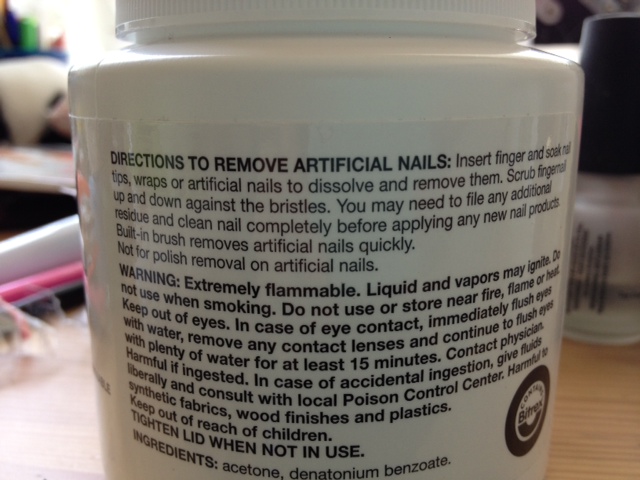 DIRECTIONS TO REMOVE ARTIFICIAL NAILS: Insert finger and soak nail
tips, wraps or artificial nails to dissolve and remove them. Scrub fingernail
up and down against the bristles. You may need to file any additional
residue and clean nail completely before applying any new nail products.
Built-in brush removes artificial nails quickly.
Not for polish removal on artificial nails.
WARNING: Extremely flammable. Liquid and vapors may ignite. Do
not use when smoking. Do not use or store near fire, flame or heat.
Keep out of eyes. In case of eye contact, immediately flush eyes
with water, remove any contact lenses and continue to flush eyes
with plenty of water for at least 15 minutes. Contact physician.
Harmful if ingested. In case of accidental ingestion, give fluids
liberally and consult with local Poison Control Center. Harmful to
synthetic fabrics, wood finishes and plastics.
Keep out of reach of children.
TIGHTEN LID WHEN NOT IN USE.
INGREDIENTS: acetone, denatonium benzoate.
CONTAINS
Bitrex